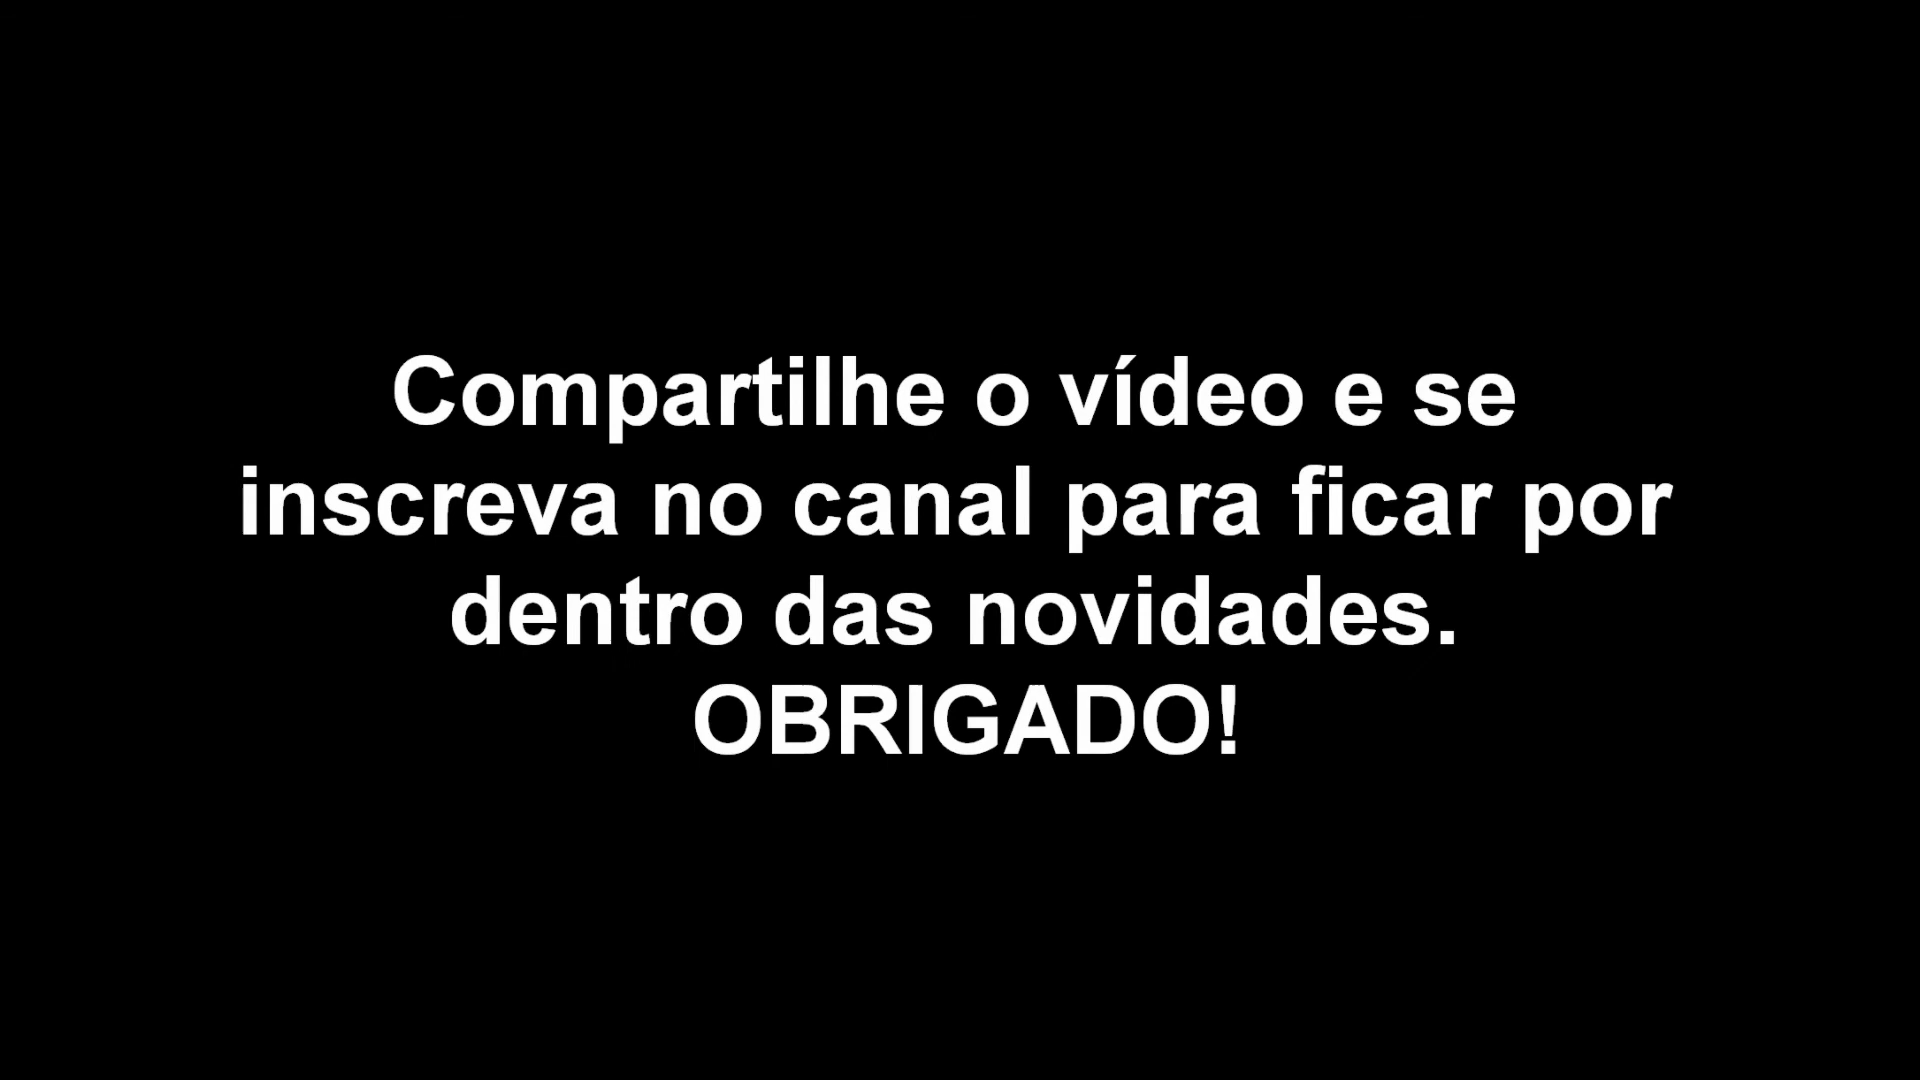 Compartilhe o vídeo e se
inscreva no canal para ficar por
dentro das novidades.
OBRIGADO!